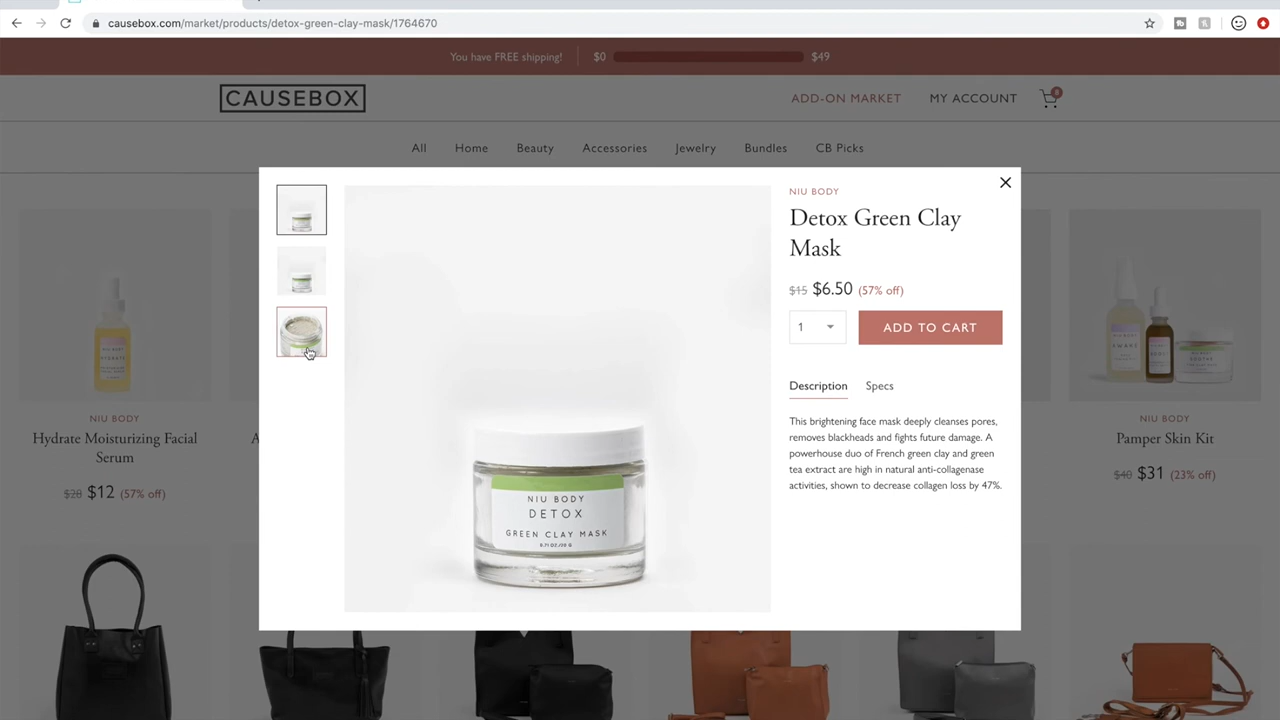 causebox.com/market/products/detox-green-clay-mask/1764670
You have FREE shipping! $0 $49
CAUSEBOX
ADD-ON MARKET MY ACCOUNT
All Home Beauty Accessories Jewelry Bundles CB Picks
NIU BODY
Detox Green Clay
Mask
$15 $6.50 (57% off)
1 ADD TO CART
Description Specs
This brightening face mask deeply cleanses pores,
removes blackheads and fights future damage. A
powerhouse duo of French green clay and green
tea extract are high in natural anti-collagenase
activities, shown to decrease collagen loss by 47%.
NIU BODY
DETOX
GREEN CLAY MASK
NIU BODY
Hydrate Moisturizing Facial
Serum
$28 $12 (57% off)
A
HYDRATE
AWAKE
SOOTHE
NIU BODY
Pamper Skin Kit
$40 $31 (23% off)